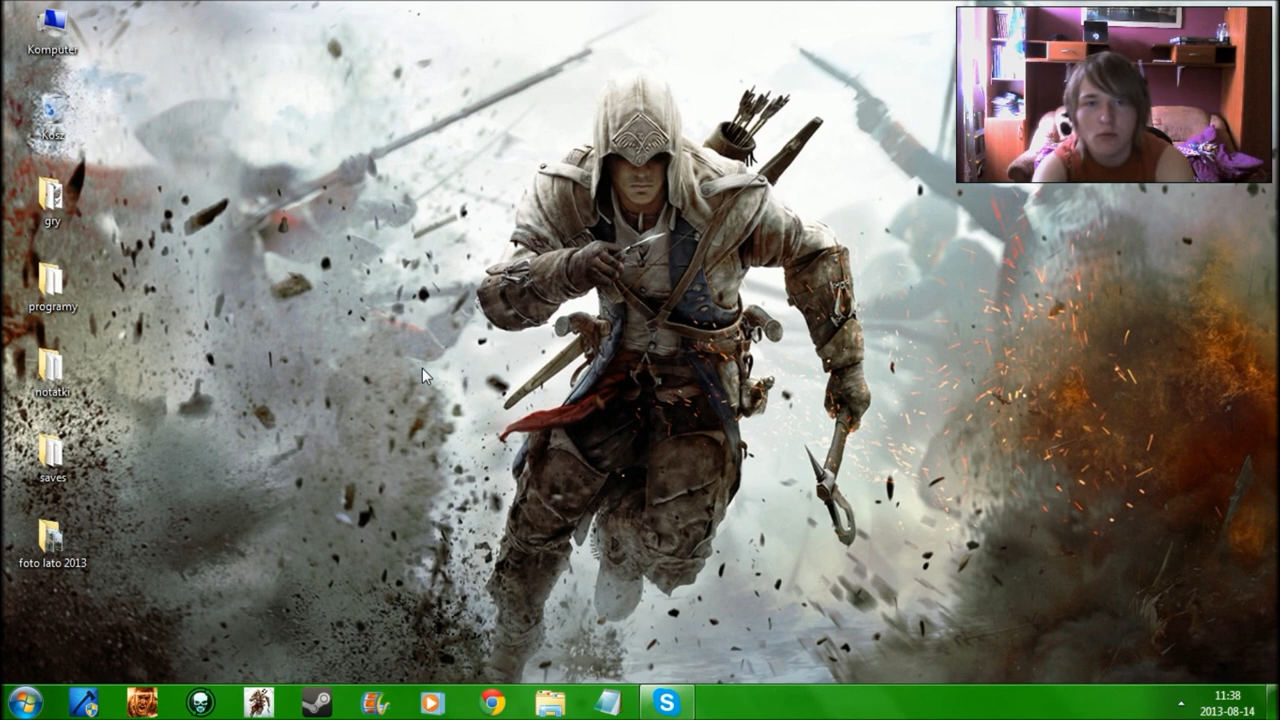 Komputer
Kosz
gry
programy
notatki
saves
foto lato 2013
11:38
2013-08-14